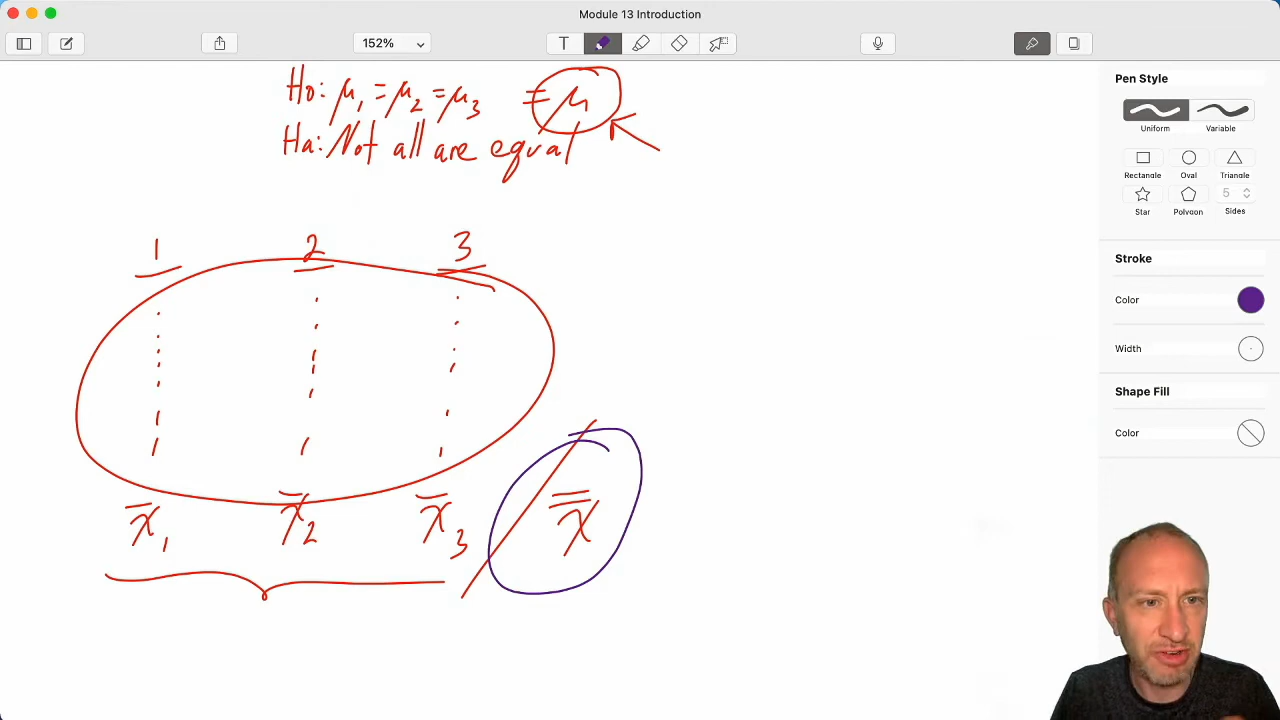 Module 13 Introduction
152%
T
Pen Style
Uniform Variable
Rectangle Oval Triangle
5
Star Polygon Sides
Stroke
Color
Width
Shape Fill
Color
Ho: μ₁ = μ₂ = μ₃ = μ
Ha: Not all are equal
1 2 3
x̄₁ x̄₂ x̄₃ x̿